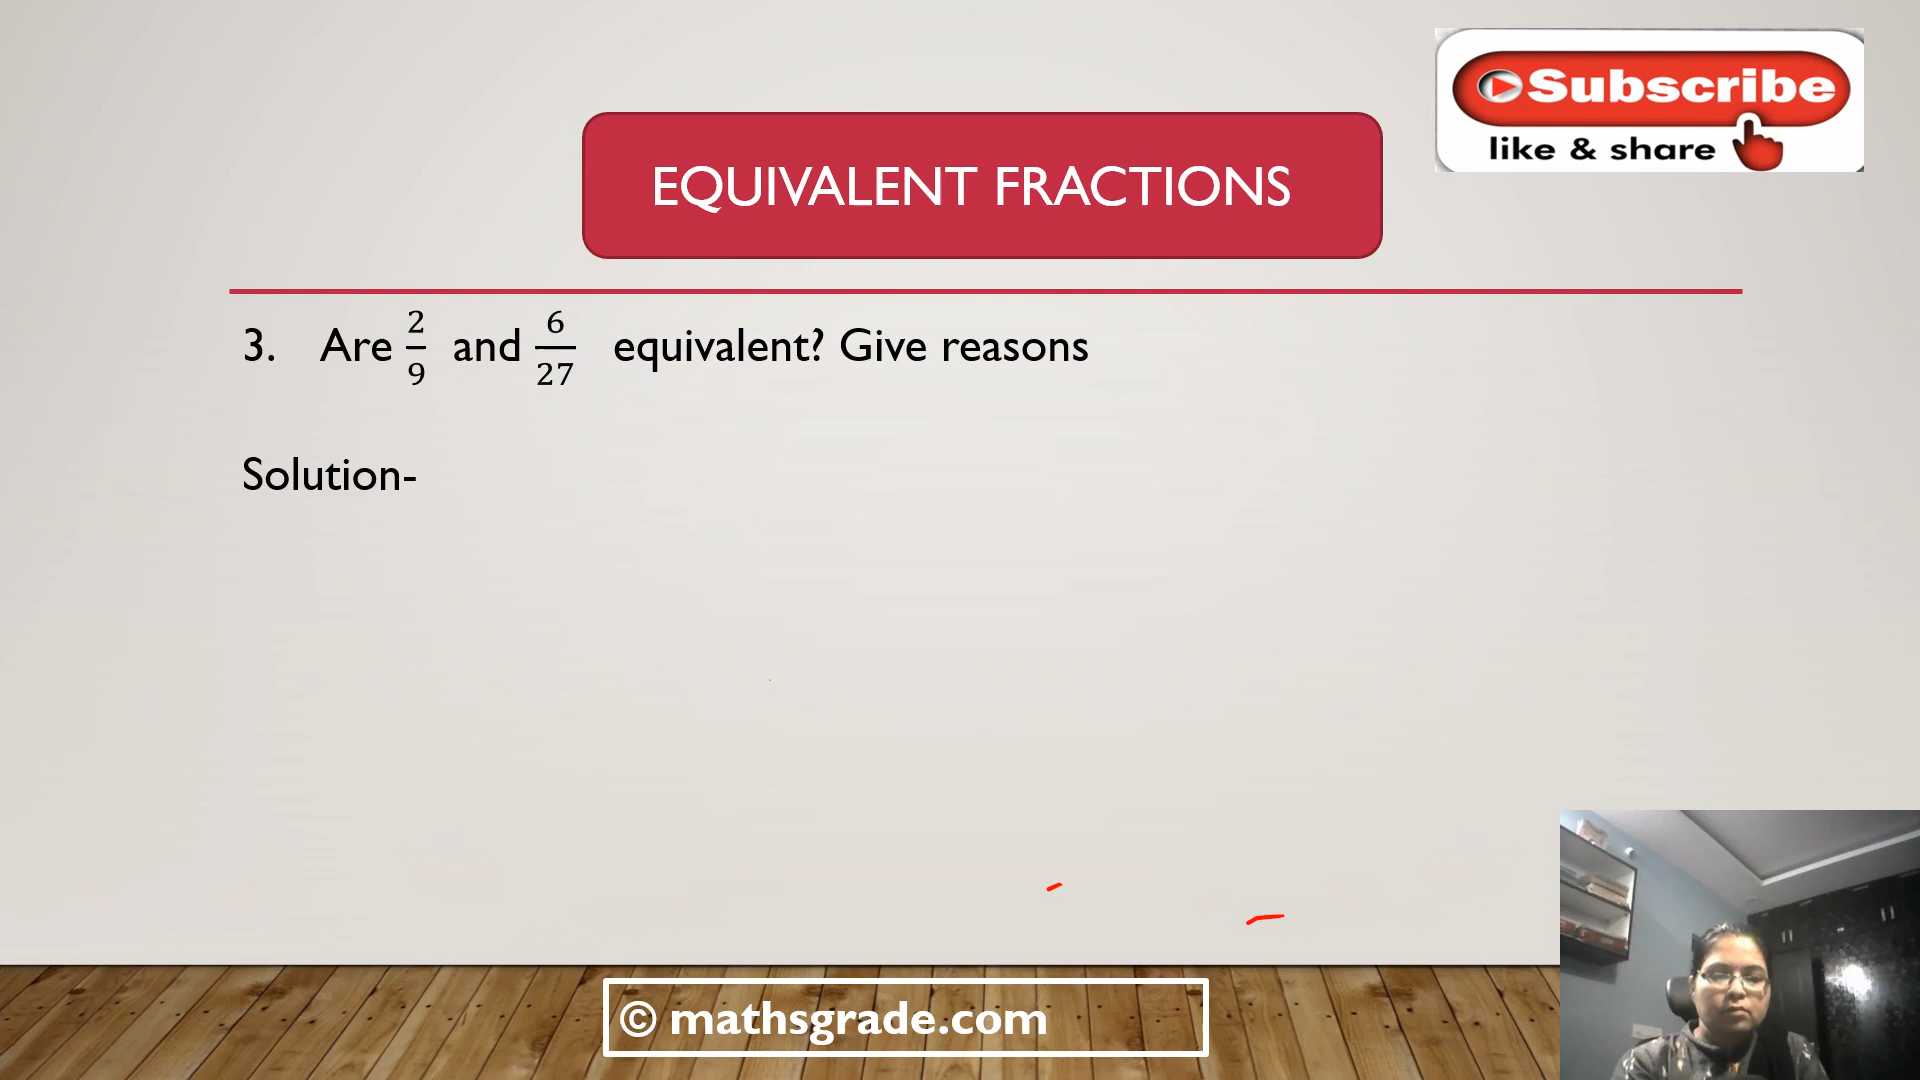 Subscribe
like & share
EQUIVALENT FRACTIONS
3. Are 2/9 and 6/27 equivalent? Give reasons
Solution-
© mathsgrade.com